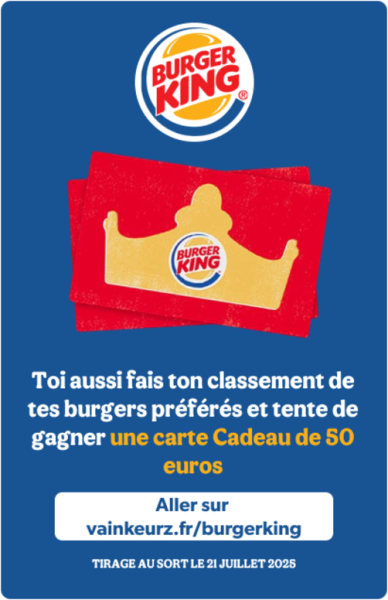 BURGER
KING®
BURGER
KING
Toi aussi fais ton classement de
tes burgers préférés et tente de
gagner une carte Cadeau de 50
euros
Aller sur
vainkeurz.fr/burgerking
TIRAGE AU SORT LE 21 JUILLET 2025